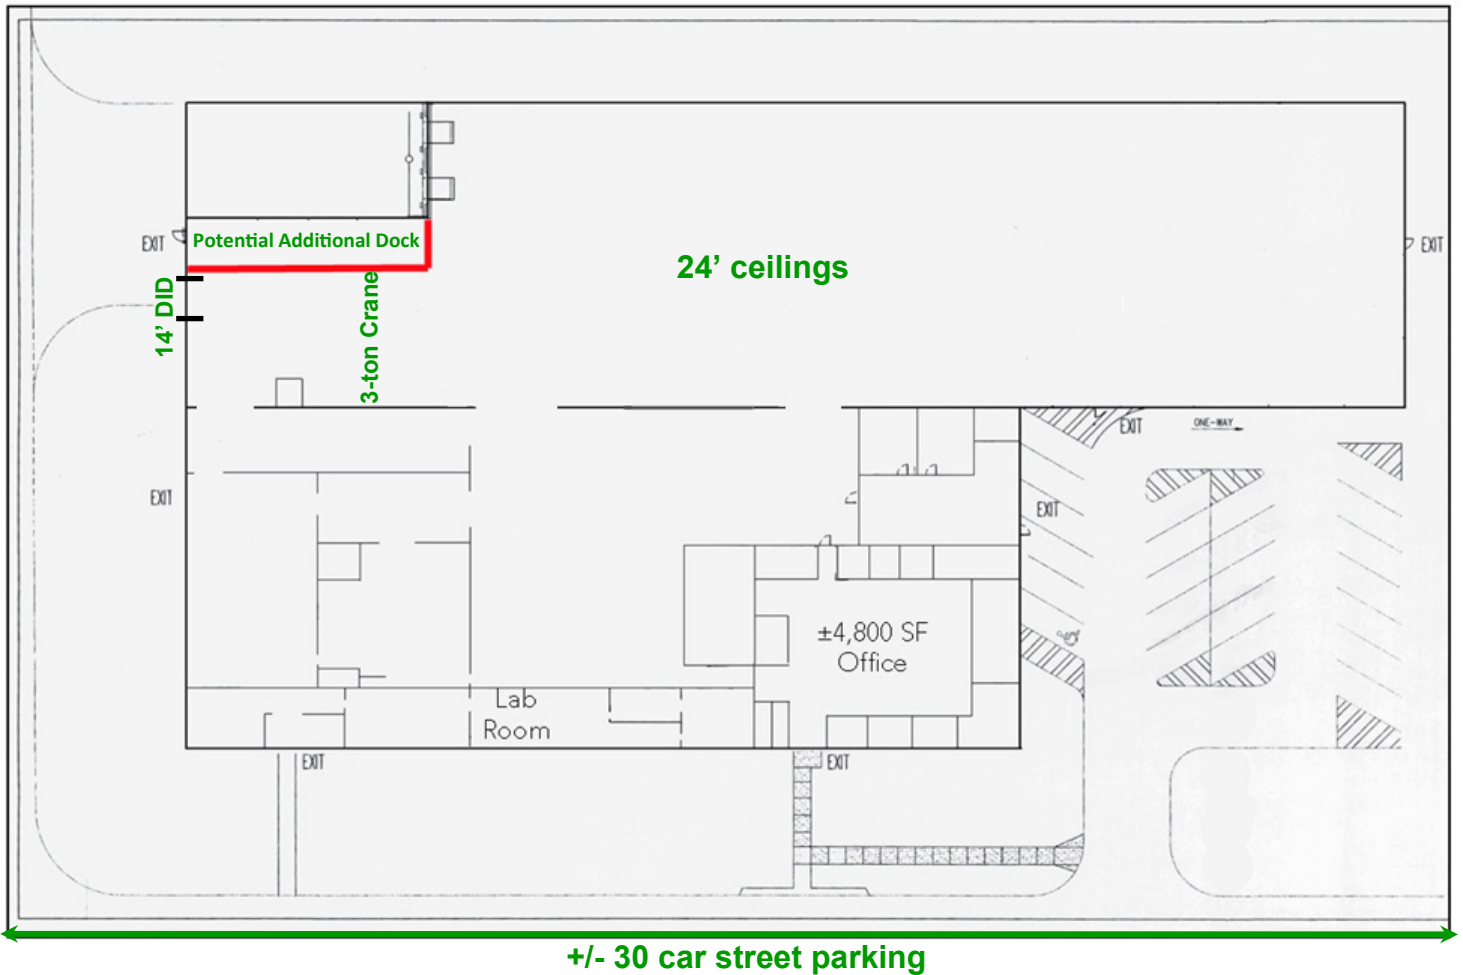 EXIT
Potential Additional Dock
24’ ceilings
EXIT
14’ DID
3-ton Crane
EXIT
ONE-WAY
EXIT
EXIT
±4,800 SF
Office
Lab
Room
EXIT
EXIT
+/- 30 car street parking